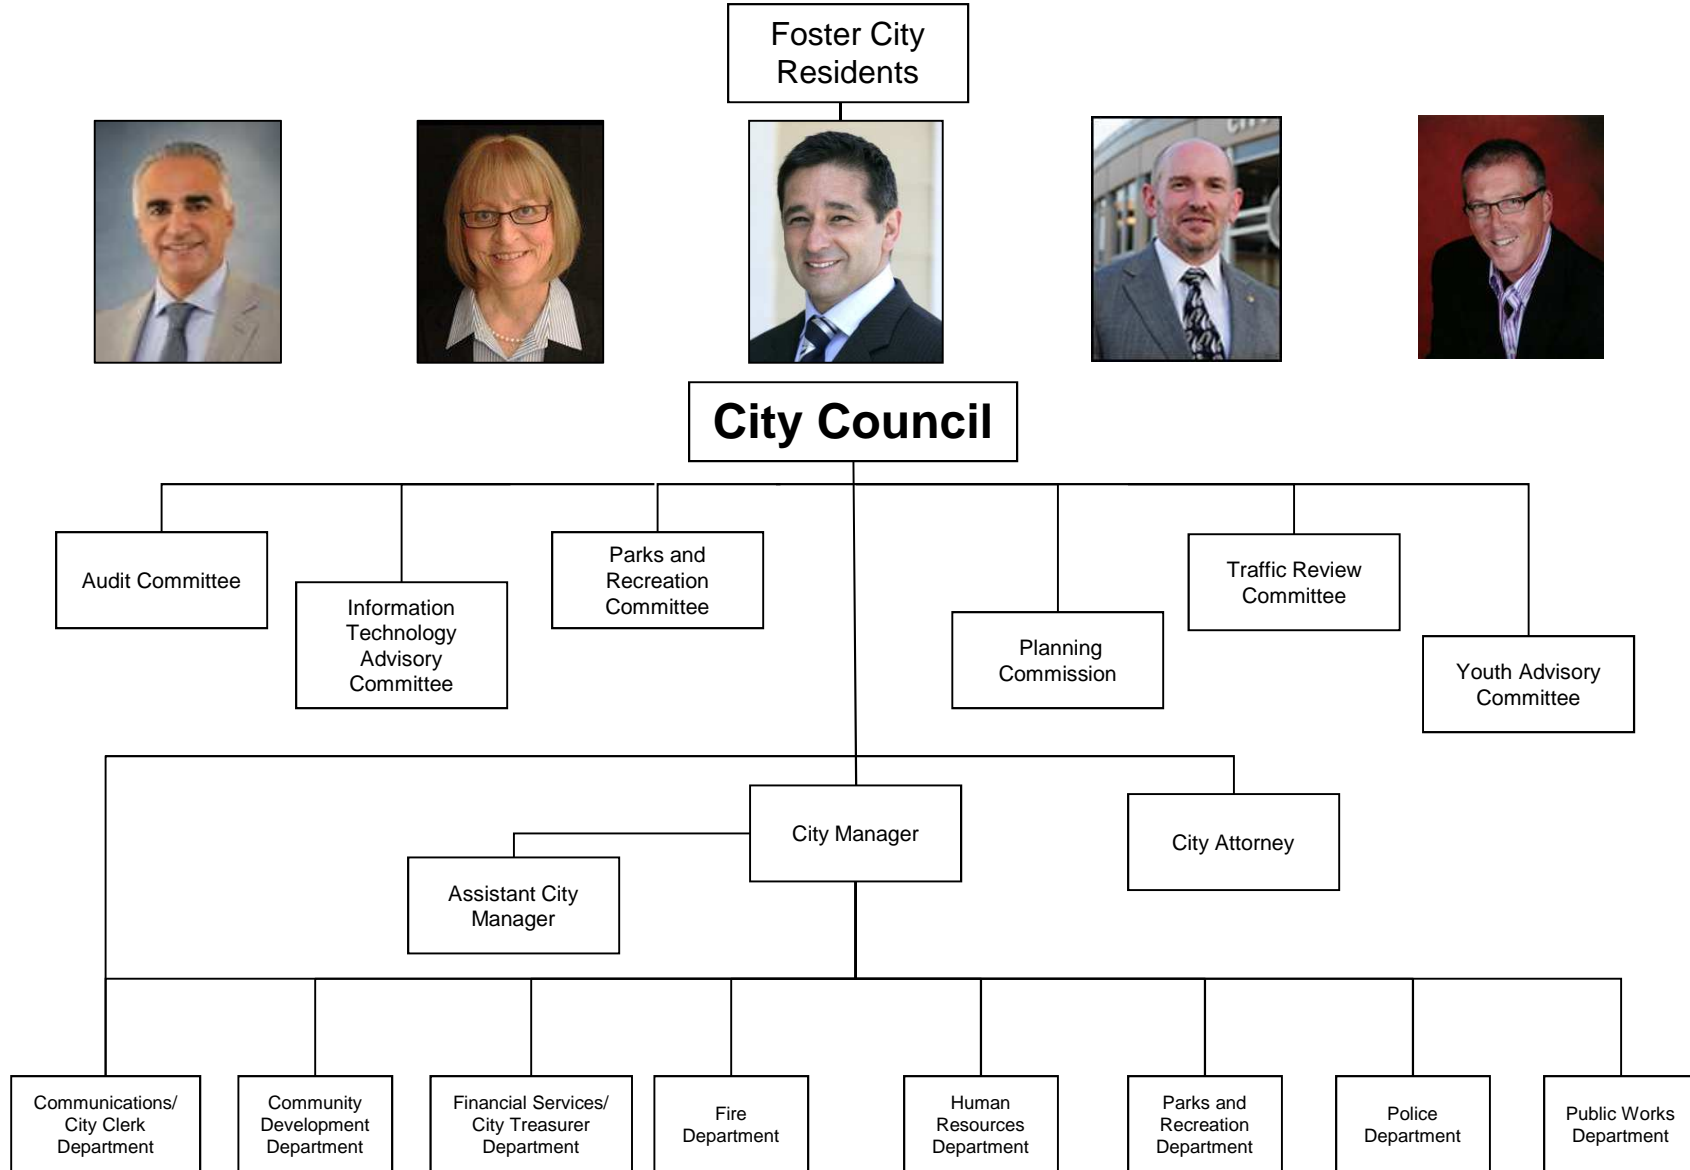 Foster City
Residents
City Council
Audit Committee
Information
Technology
Advisory
Committee
Parks and
Recreation
Committee
Planning
Commission
Traffic Review
Committee
Youth Advisory
Committee
City Manager
City Attorney
Assistant City
Manager
Communications/
City Clerk
Department
Community
Development
Department
Financial Services/
City Treasurer
Department
Fire
Department
Human
Resources
Department
Parks and
Recreation
Department
Police
Department
Public Works
Department